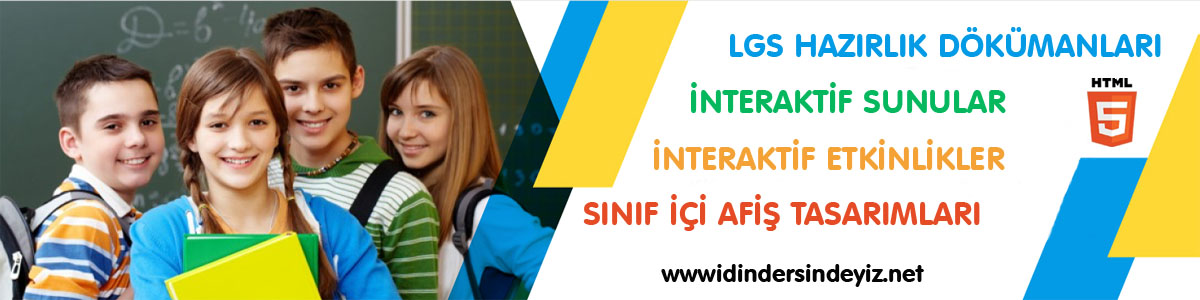 LGS HAZIRLIK DÖKÜMANLARI
İNTERAKTİF SUNULAR
HTML
5
İNTERAKTİF ETKİNLİKLER
SINIF İÇİ AFİŞ TASARIMLARI
wwwidindersindeyiz.net